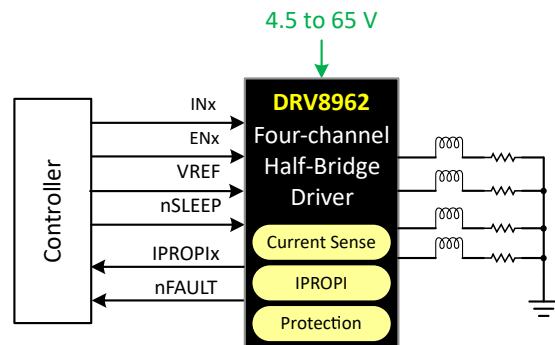 4.5 to 65 V
Controller
INx
ENx
VREF
nSLEEP
IPROPIx
nFAULT
DRV8962
Four-channel
Half-Bridge
Driver
Current Sense
IPROPI
Protection